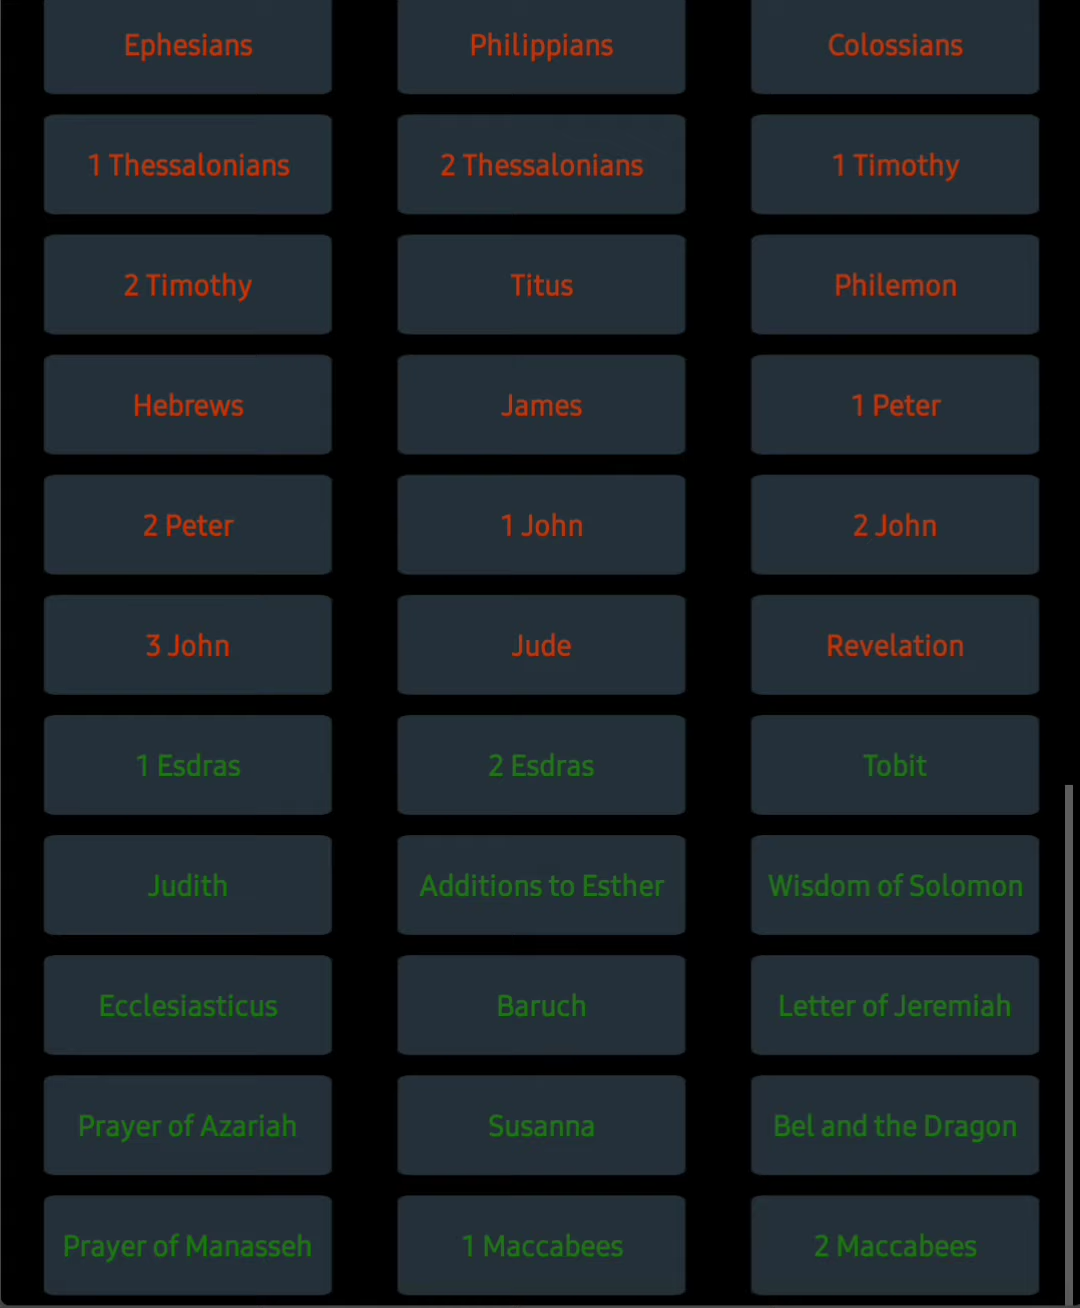 Ephesians
Philippians
Colossians
1 Thessalonians
2 Thessalonians
1 Timothy
2 Timothy
Titus
Philemon
Hebrews
James
1 Peter
2 Peter
1 John
2 John
3 John
Jude
Revelation
1 Esdras
2 Esdras
Tobit
Judith
Additions to Esther
Wisdom of Solomon
Ecclesiasticus
Baruch
Letter of Jeremiah
Prayer of Azariah
Susanna
Bel and the Dragon
Prayer of Manasseh
1 Maccabees
2 Maccabees